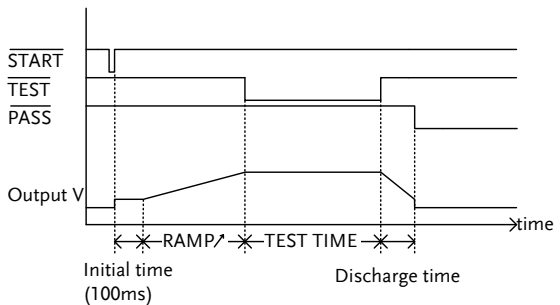 START
TEST
PASS
Output V
time
RAMP↗
TEST TIME
Initial time
(100ms)
Discharge time